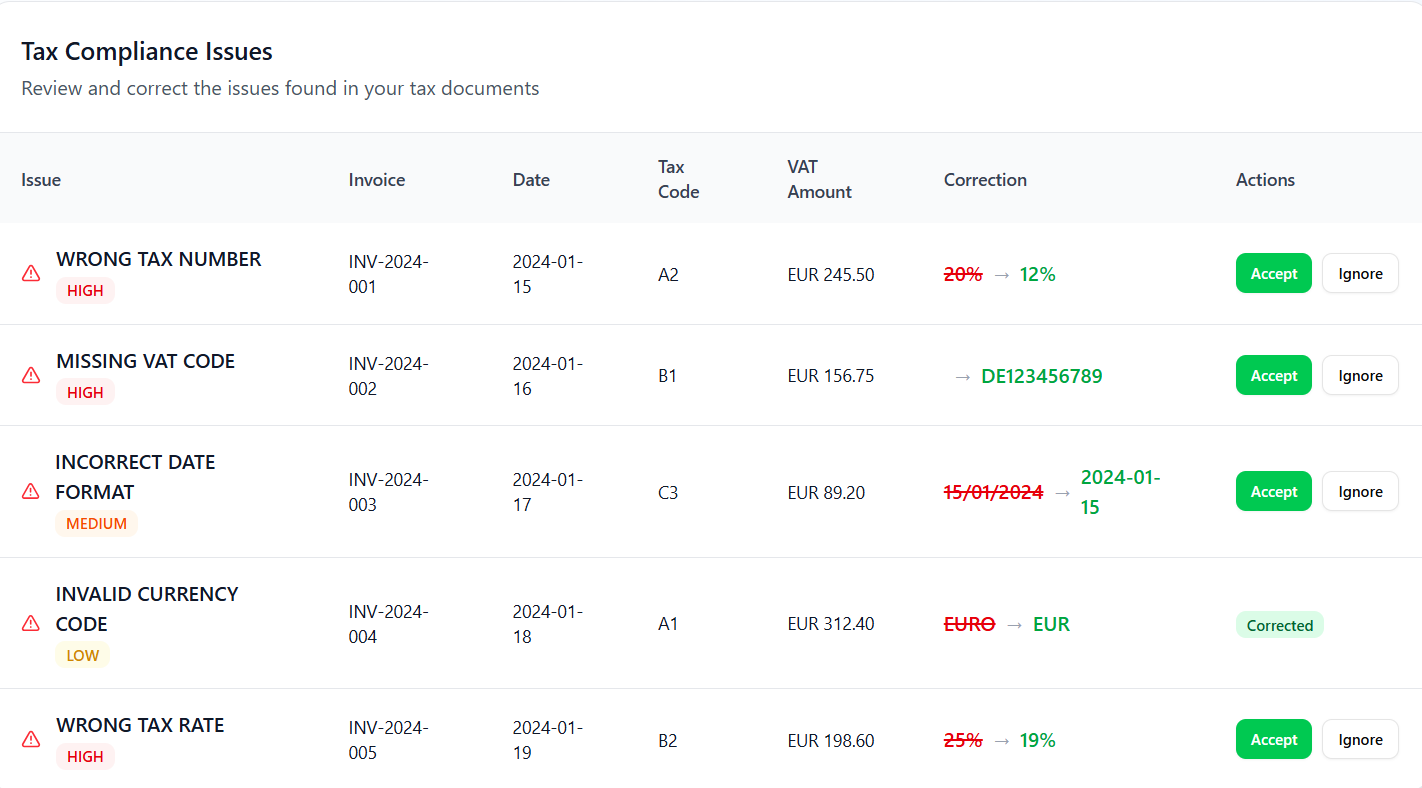 Tax Compliance Issues
Review and correct the issues found in your tax documents
Issue Invoice Date Tax Code VAT Amount Correction Actions
WRONG TAX NUMBER
HIGH
INV-2024-
001
2024-01-
15
A2
EUR 245.50
20% → 12%
Accept Ignore
MISSING VAT CODE
HIGH
INV-2024-
002
2024-01-
16
B1
EUR 156.75
→ DE123456789
Accept Ignore
INCORRECT DATE
FORMAT
MEDIUM
INV-2024-
003
2024-01-
17
C3
EUR 89.20
15/01/2024 → 2024-01-
15
Accept Ignore
INVALID CURRENCY
CODE
LOW
INV-2024-
004
2024-01-
18
A1
EUR 312.40
EURO → EUR
Corrected
WRONG TAX RATE
HIGH
INV-2024-
005
2024-01-
19
B2
EUR 198.60
25% → 19%
Accept Ignore